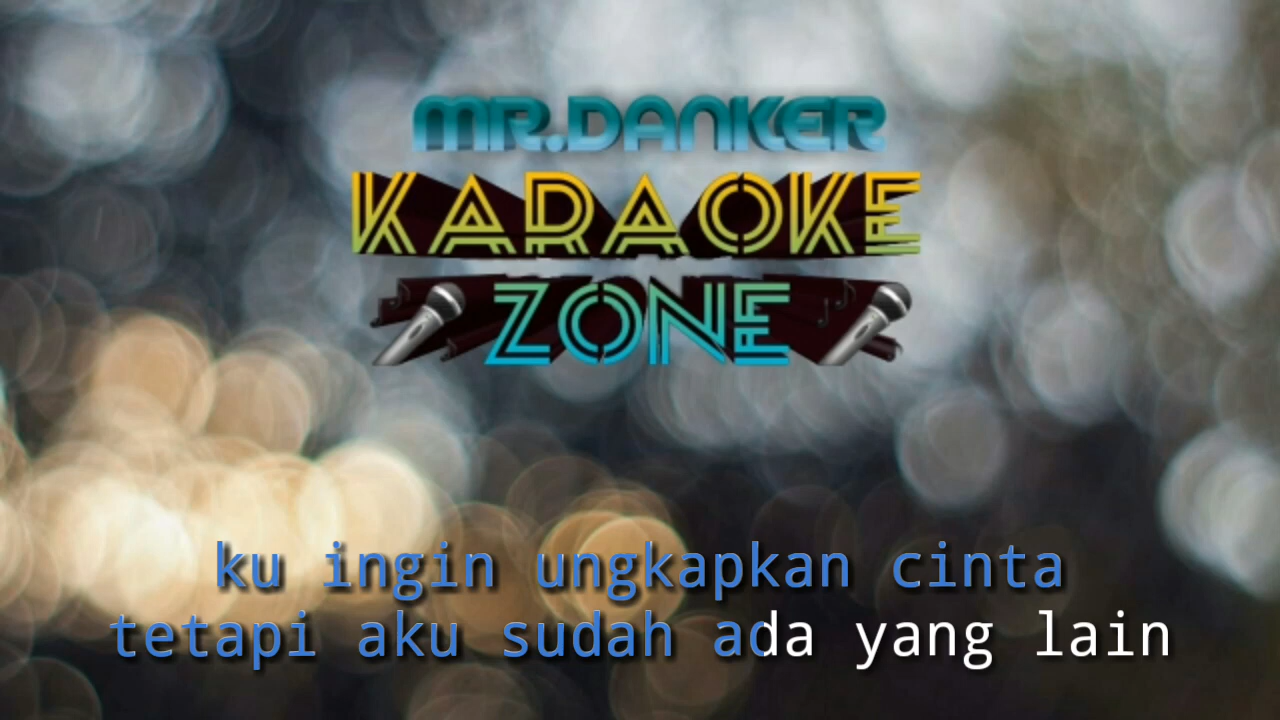 MR.DANKER
KARAOKE
ZONE
ku ingin ungkapkan cinta
tetapi aku sudah ada yang lain